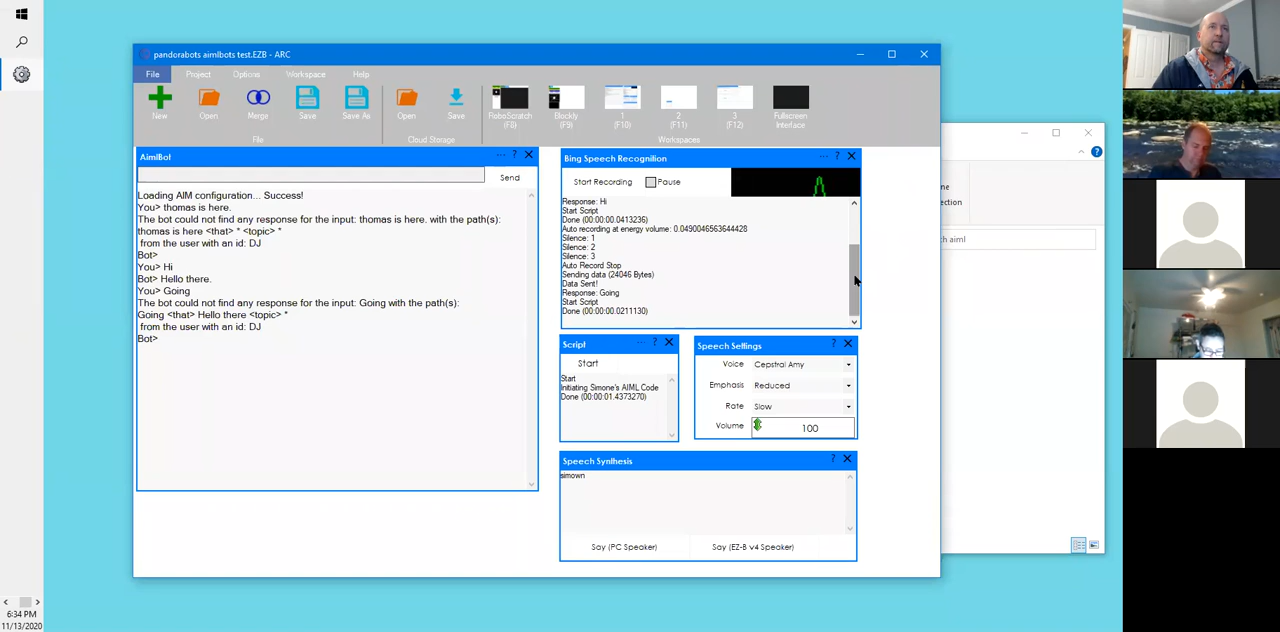 pandorabots aimlbots test.EZB - ARC
File Project Options Workspace Help
New
Open
Merge
Save
Save As
Open
Save
RoboScratch
(F8)
Blockly
(F9)
1
(F10)
2
(F11)
3
(F12)
Fullscreen
Interface
File
Cloud Storage
Workspaces
AimlBot
... ?
Send
Loading AIM configuration... Success!
You> thomas is here.
The bot could not find any response for the input: thomas is here. with the path(s):
thomas is here <that> * <topic> *
from the user with an id: DJ
Bot>
You> Hi
Bot> Hello there.
You> Going
The bot could not find any response for the input: Going with the path(s):
Going <that> Hello there <topic> *
from the user with an id: DJ
Bot>
Bing Speech Recognition
... ?
Start Recording Pause
Response: Hi
Start Script
Done (00:00:00.0413236)
Auto recording at energy volume: 0.0490046563644428
Silence: 1
Silence: 2
Silence: 3
Auto Record Stop
Sending data (24046 Bytes)
Data Sent!
Response: Going
Start Script
Done (00:00:00.0211130)
Script
... ?
Start
Start
Initiating Simone's AIML Code
Done (00:00:01.4373270)
Speech Settings
?
Voice Cepstral Amy
Emphasis Reduced
Rate Slow
Volume 100
Speech Synthesis
?
simown
Say (PC Speaker)
Say (EZ-B v4 Speaker)
?
ne
ection
ch aiml
6:34 PM
11/13/2020